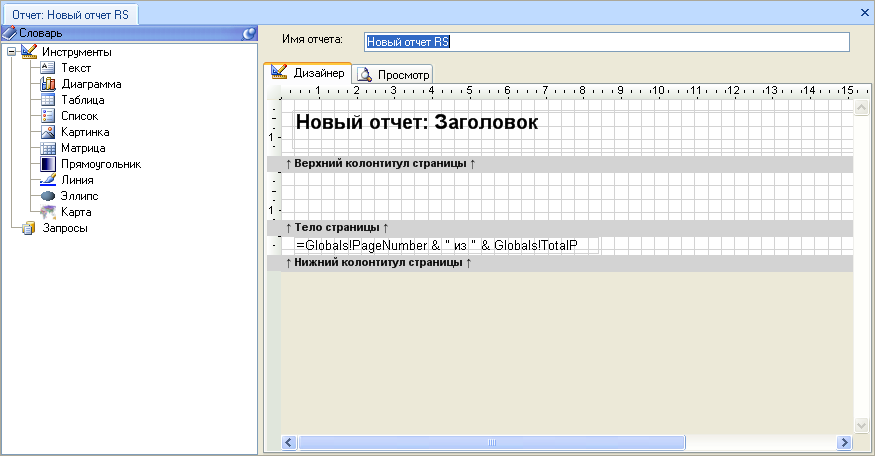 Отчет: Новый отчет RS
Словарь
Инструменты
Текст
Диаграмма
Таблица
Список
Картинка
Матрица
Прямоугольник
Линия
Эллипс
Карта
Запросы
Имя отчета: Новый отчет RS
Дизайнер Просмотр
1 2 3 4 5 6 7 8 9 10 11 12 13 14 15
Новый отчет: Заголовок
1
↑ Верхний колонтитул страницы ↑
1
↑ Тело страницы ↑
=Globals!PageNumber & " из " & Globals!TotalP
↑ Нижний колонтитул страницы ↑